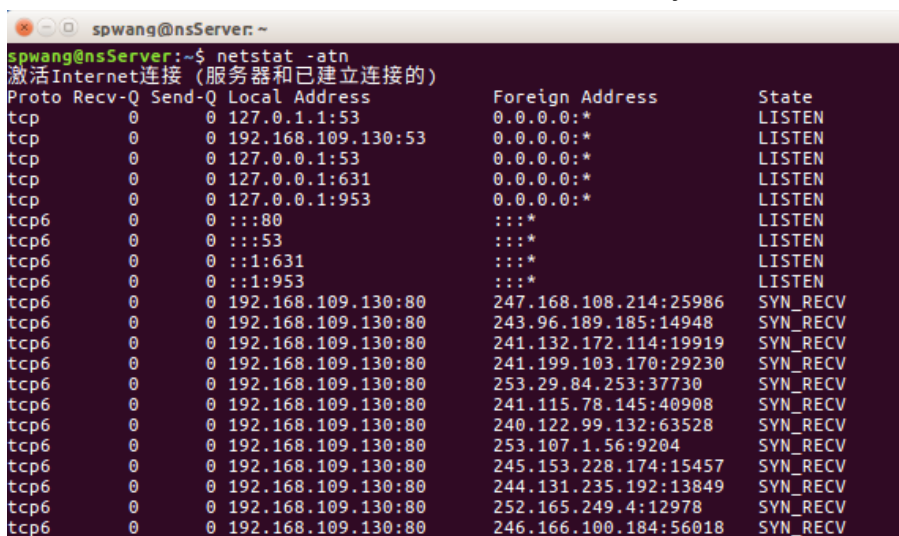 spwang@nsServer: ~
spwang@nsServer:~$ netstat -atn
激活Internet连接 (服务器和已建立连接的)
Proto Recv-Q Send-Q Local Address Foreign Address State
tcp 0 0 127.0.1.1:53 0.0.0.0:* LISTEN
tcp 0 0 192.168.109.130:53 0.0.0.0:* LISTEN
tcp 0 0 127.0.0.1:53 0.0.0.0:* LISTEN
tcp 0 0 127.0.0.1:631 0.0.0.0:* LISTEN
tcp 0 0 127.0.0.1:953 0.0.0.0:* LISTEN
tcp6 0 0 :::80 :::* LISTEN
tcp6 0 0 :::53 :::* LISTEN
tcp6 0 0 ::1:631 :::* LISTEN
tcp6 0 0 ::1:953 :::* LISTEN
tcp6 0 0 192.168.109.130:80 247.168.108.214:25986 SYN_RECV
tcp6 0 0 192.168.109.130:80 243.96.189.185:14948 SYN_RECV
tcp6 0 0 192.168.109.130:80 241.132.172.114:19919 SYN_RECV
tcp6 0 0 192.168.109.130:80 241.199.103.170:29230 SYN_RECV
tcp6 0 0 192.168.109.130:80 253.29.84.253:37730 SYN_RECV
tcp6 0 0 192.168.109.130:80 241.115.78.145:40908 SYN_RECV
tcp6 0 0 192.168.109.130:80 240.122.99.132:63528 SYN_RECV
tcp6 0 0 192.168.109.130:80 253.107.1.56:9204 SYN_RECV
tcp6 0 0 192.168.109.130:80 245.153.228.174:15457 SYN_RECV
tcp6 0 0 192.168.109.130:80 244.131.235.192:13849 SYN_RECV
tcp6 0 0 192.168.109.130:80 252.165.249.4:12978 SYN_RECV
tcp6 0 0 192.168.109.130:80 246.166.100.184:56018 SYN_RECV